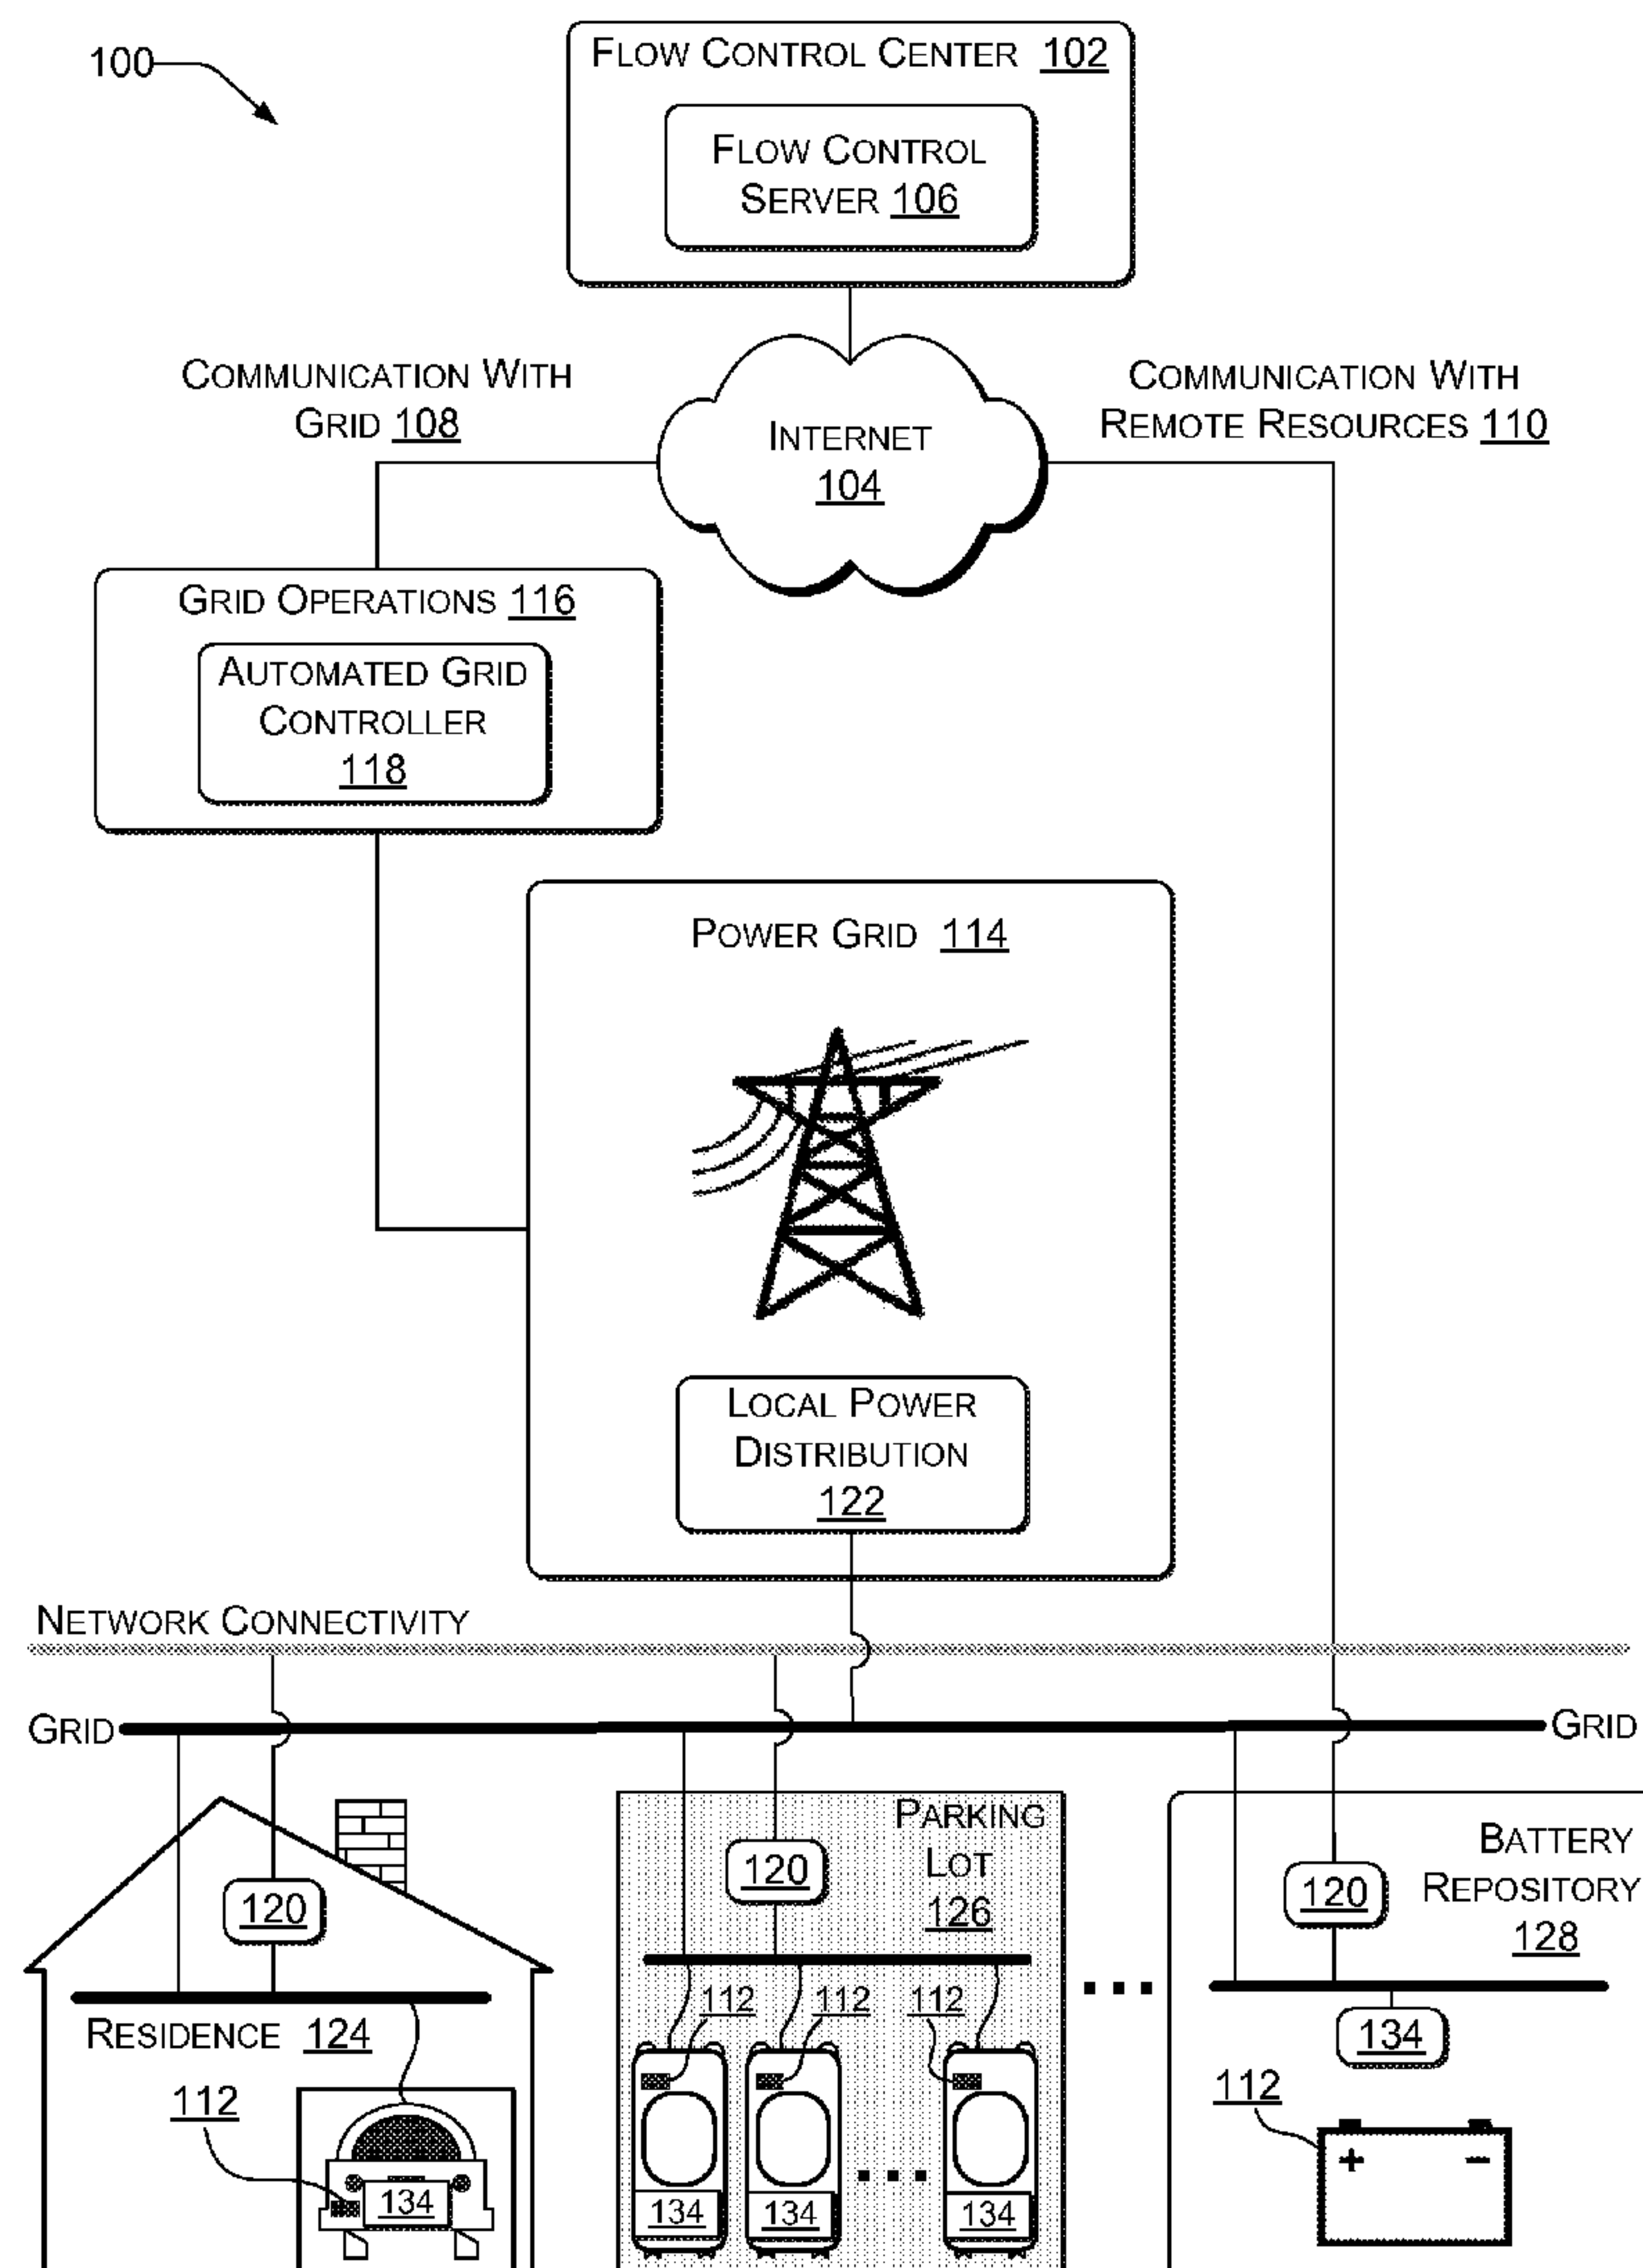 100
FLOW CONTROL CENTER 102
FLOW CONTROL
SERVER 106
COMMUNICATION WITH
GRID 108
INTERNET
104
COMMUNICATION WITH
REMOTE RESOURCES 110
GRID OPERATIONS 116
AUTOMATED GRID
CONTROLLER
118
POWER GRID 114
LOCAL POWER
DISTRIBUTION
122
NETWORK CONNECTIVITY
GRID
GRID
120
RESIDENCE 124
112
134
PARKING
LOT
126
120
112
112
112
134
134
134
BATTERY
REPOSITORY
128
120
134
112
+ −